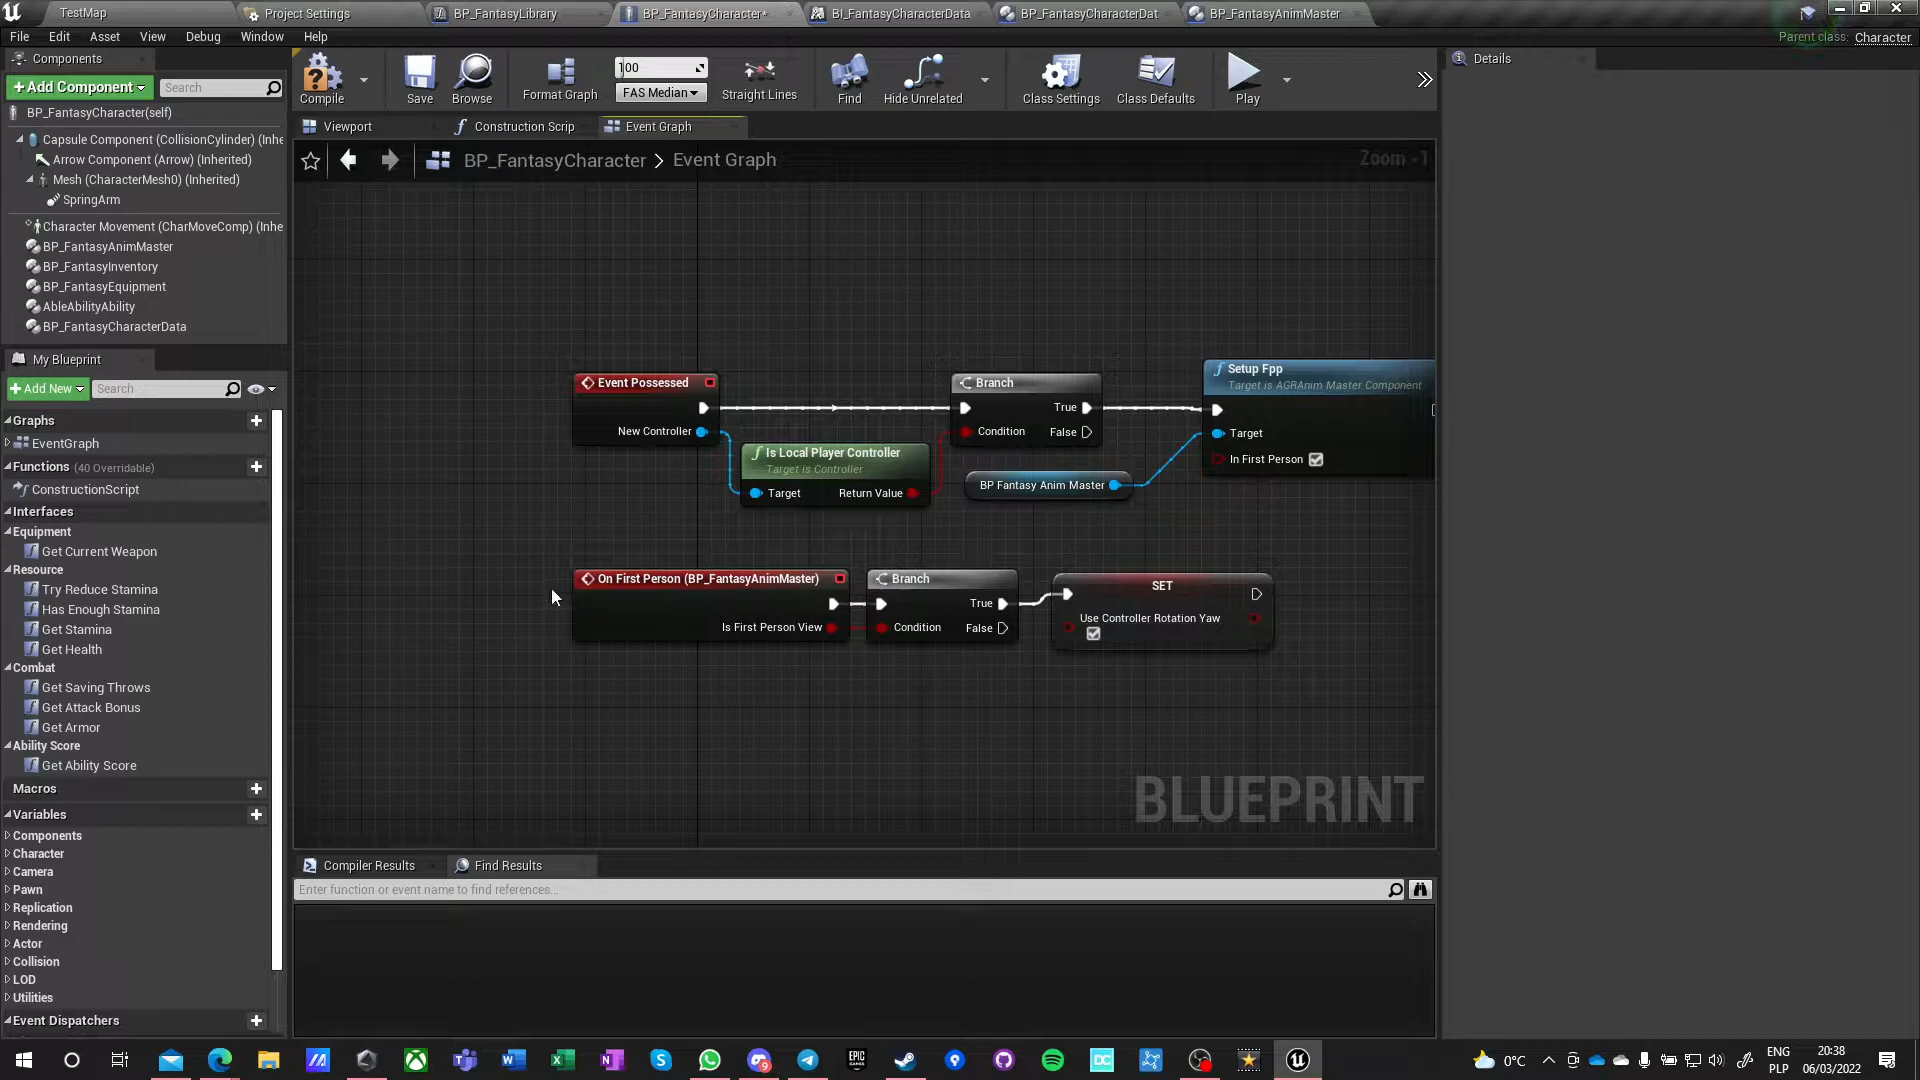 TestMap
Project Settings
BP_FantasyLibrary
BP_FantasyCharacter*
BI_FantasyCharacterData
BP_FantasyCharacterDat
BP_FantasyAnimMaster
File Edit Asset View Debug Window Help
Parent class: Character
Components
+Add Component
Search
BP_FantasyCharacter(self)
Capsule Component (CollisionCylinder) (Inhe
Arrow Component (Arrow) (Inherited)
Mesh (CharacterMesh0) (Inherited)
SpringArm
Character Movement (CharMoveComp) (Inhe
BP_FantasyAnimMaster
BP_FantasyInventory
BP_FantasyEquipment
AbleAbilityAbility
BP_FantasyCharacterData
My Blueprint
+Add New
Search
Graphs
EventGraph
Functions (40 Overridable)
ConstructionScript
Interfaces
Equipment
Get Current Weapon
Resource
Try Reduce Stamina
Has Enough Stamina
Get Stamina
Get Health
Combat
Get Saving Throws
Get Attack Bonus
Get Armor
Ability Score
Get Ability Score
Macros
Variables
Components
Character
Camera
Pawn
Replication
Rendering
Actor
Collision
LOD
Utilities
Event Dispatchers
Compile
Save
Browse
Format Graph
100
FAS Median
Straight Lines
Find
Hide Unrelated
Class Settings
Class Defaults
Play
Viewport
Construction Scrip
Event Graph
BP_FantasyCharacter > Event Graph
Zoom -1
Event Possessed
New Controller
Is Local Player Controller
Target is Controller
Target
Return Value
Branch
True
Condition
False
BP Fantasy Anim Master
Setup Fpp
Target is AGRAnim Master Component
Target
In First Person
On First Person (BP_FantasyAnimMaster)
Is First Person View
Branch
True
Condition
False
SET
Use Controller Rotation Yaw
BLUEPRINT
Compiler Results
Find Results
Enter function or event name to find references...
Details
EPIC GAMES
DC
9
0°C
ENG
PLP
20:38
06/03/2022